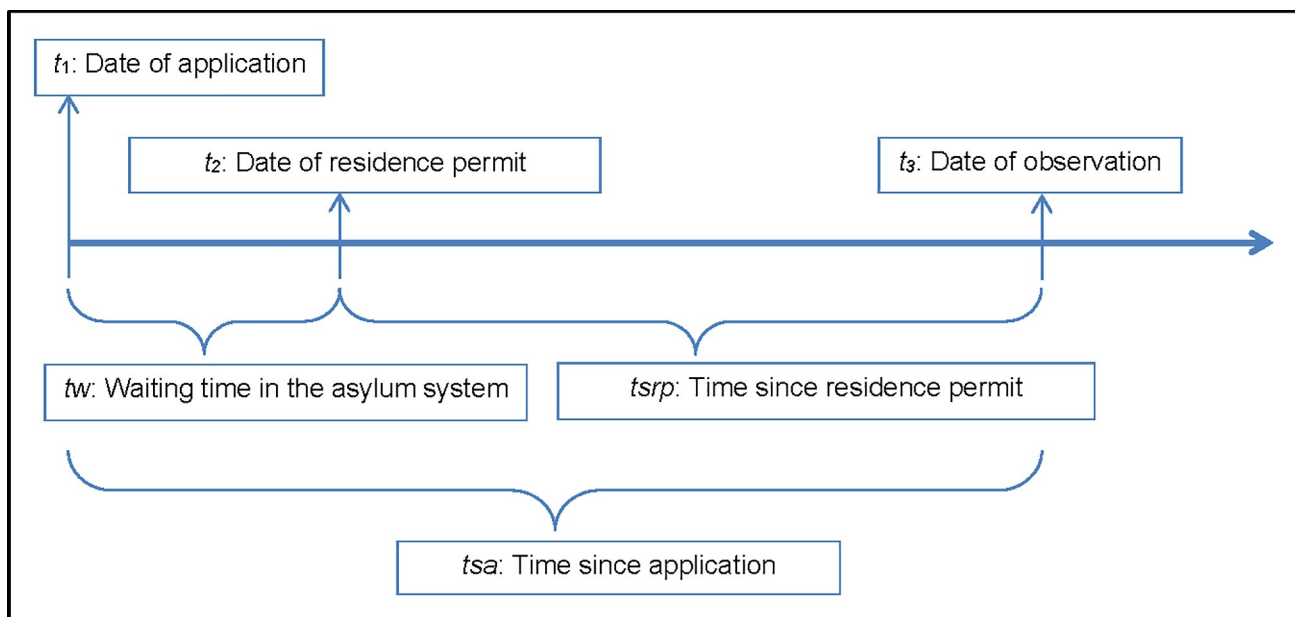 t1: Date of application
t2: Date of residence permit
t3: Date of observation
tw: Waiting time in the asylum system
tsrp: Time since residence permit
tsa: Time since application